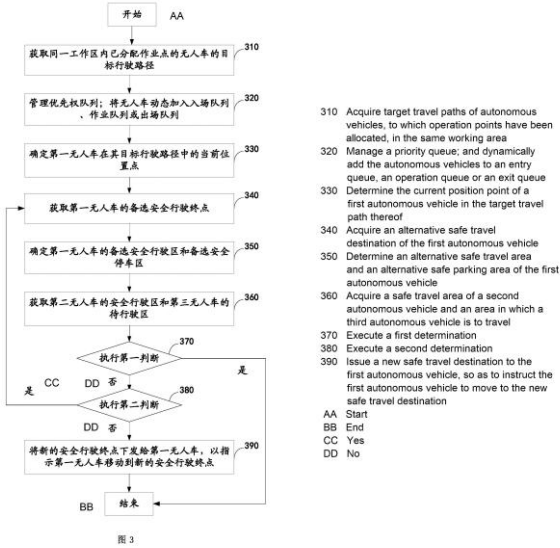 开始
AA
获取同一工作区内已分配作业点的无人车的目
标行驶路径
310
管理优先权队列；将无人车动态加入入场队列
、作业队列或出场队列
320
确定第一无人车在其目标行驶路径中的当前位
置点
330
获取第一无人车的备选安全行驶终点
340
确定第一无人车的备选安全行驶区和备选安全
停车区
350
获取第二无人车的安全行驶区和第三无人车的
待行驶区
360
执行第一判断
370
是
CC
是
DD
否
执行第二判断
380
DD
否
将新的安全行驶终点下发给第一无人车，以指
示第一无人车移动到新的安全行驶终点
390
BB
结束
图 3
310 Acquire target travel paths of autonomous
vehicles, to which operation points have been
allocated, in the same working area
320 Manage a priority queue; and dynamically
add the autonomous vehicles to an entry
queue, an operation queue or an exit queue
330 Determine the current position point of a
first autonomous vehicle in the target travel
path thereof
340 Acquire an alternative safe travel
destination of the first autonomous vehicle
350 Determine an alternative safe travel area
and an alternative safe parking area of the first
autonomous vehicle
360 Acquire a safe travel area of a second
autonomous vehicle and an area in which a
third autonomous vehicle is to travel
370 Execute a first determination
380 Execute a second determination
390 Issue a new safe travel destination to the
first autonomous vehicle, so as to instruct the
first autonomous vehicle to move to the new
safe travel destination
AA Start
BB End
CC Yes
DD No